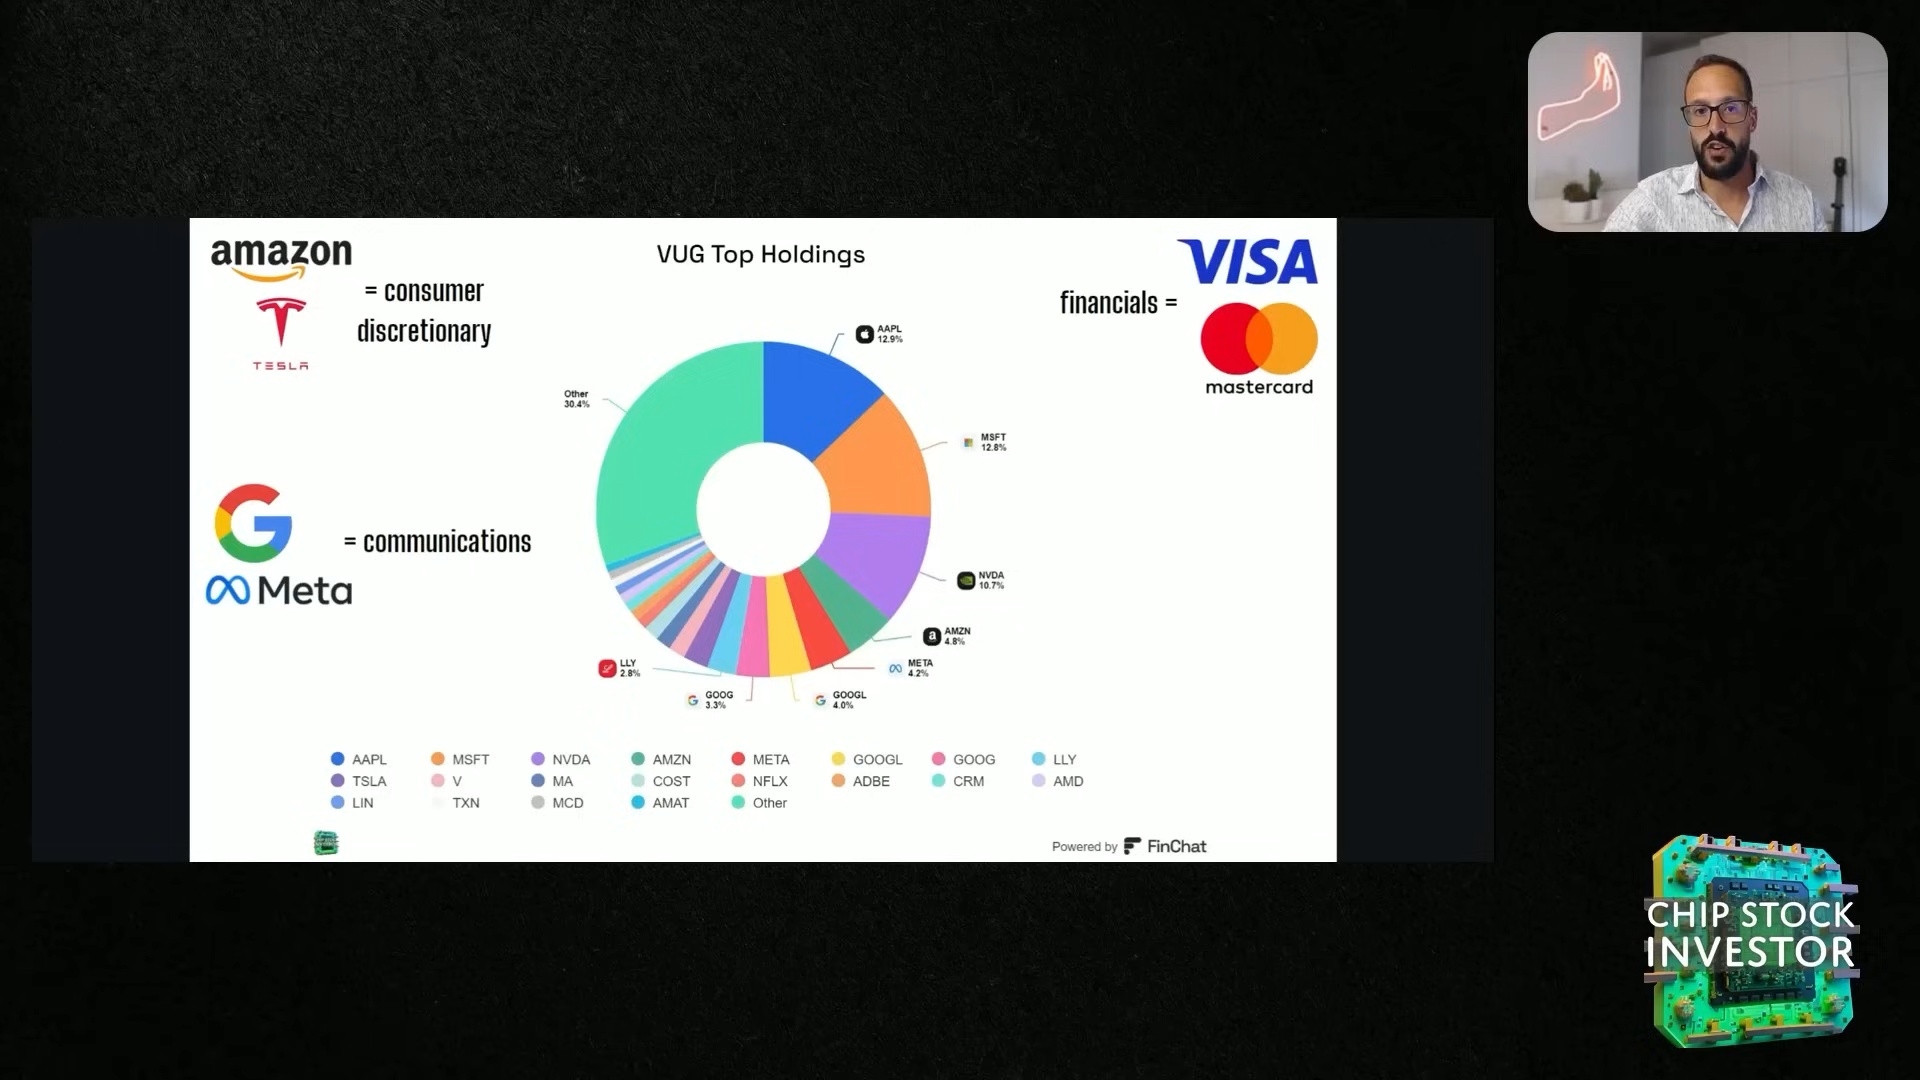 amazon
TESLA
= consumer
discretionary
VUG Top Holdings
financials =
VISA
mastercard
AAPL
12.9%
Other
30.4%
MSFT
12.8%
G
= communications
Meta
NVDA
10.7%
a
AMZN
4.8%
META
4.2%
LLY
2.8%
GOOG
3.3%
GOOGL
4.0%
AAPL MSFT NVDA AMZN META GOOGL GOOG LLY
TSLA V MA COST NFLX ADBE CRM AMD
LIN TXN MCD AMAT Other
Powered by FinChat
CHIP STOCK
INVESTOR